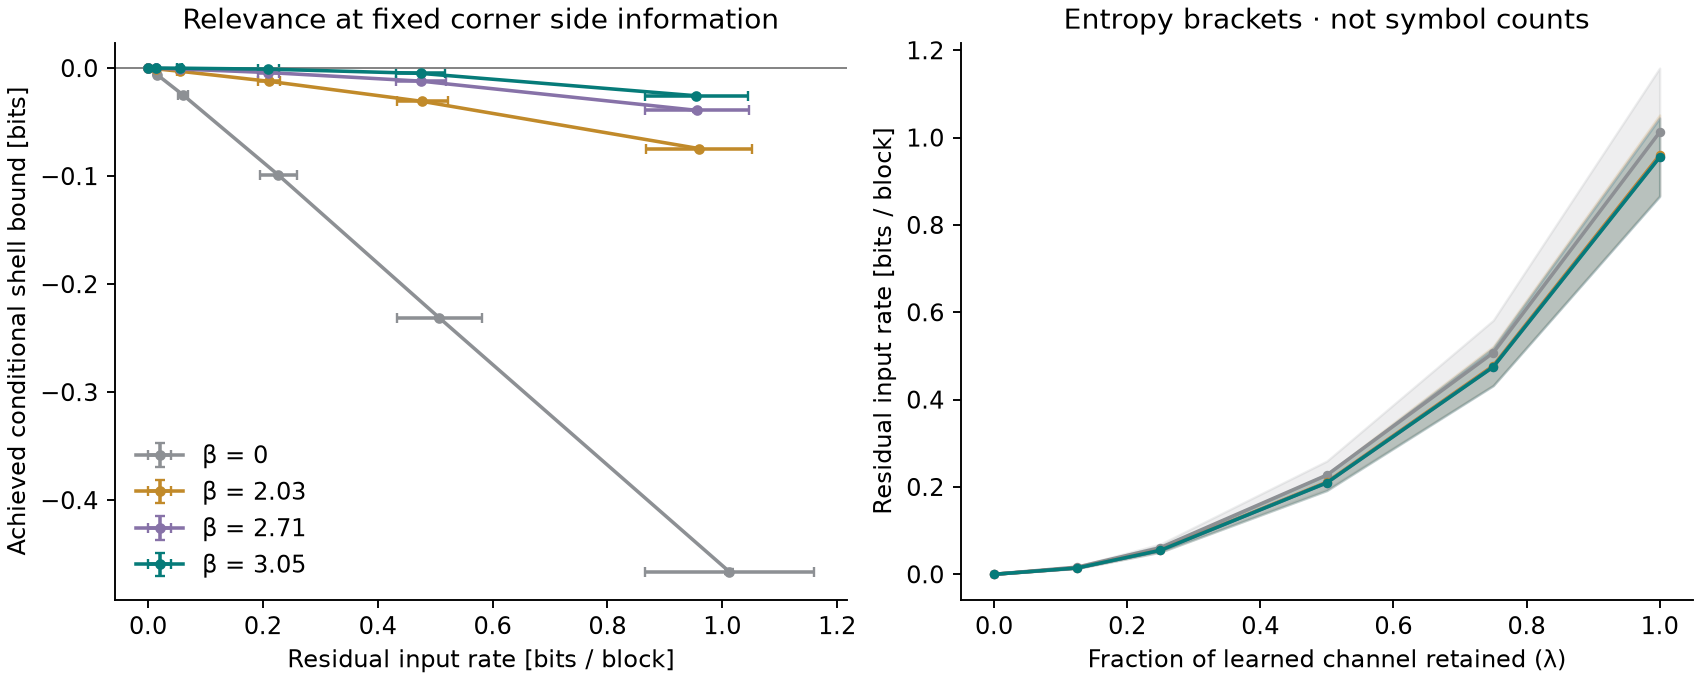 Relevance at fixed corner side information
Achieved conditional shell bound [bits]
0.0
−0.1
−0.2
−0.3
−0.4
β = 0
β = 2.03
β = 2.71
β = 3.05
0.0 0.2 0.4 0.6 0.8 1.0 1.2
Residual input rate [bits / block]
Entropy brackets · not symbol counts
Residual input rate [bits / block]
1.2
1.0
0.8
0.6
0.4
0.2
0.0
0.0 0.2 0.4 0.6 0.8 1.0
Fraction of learned channel retained (λ)